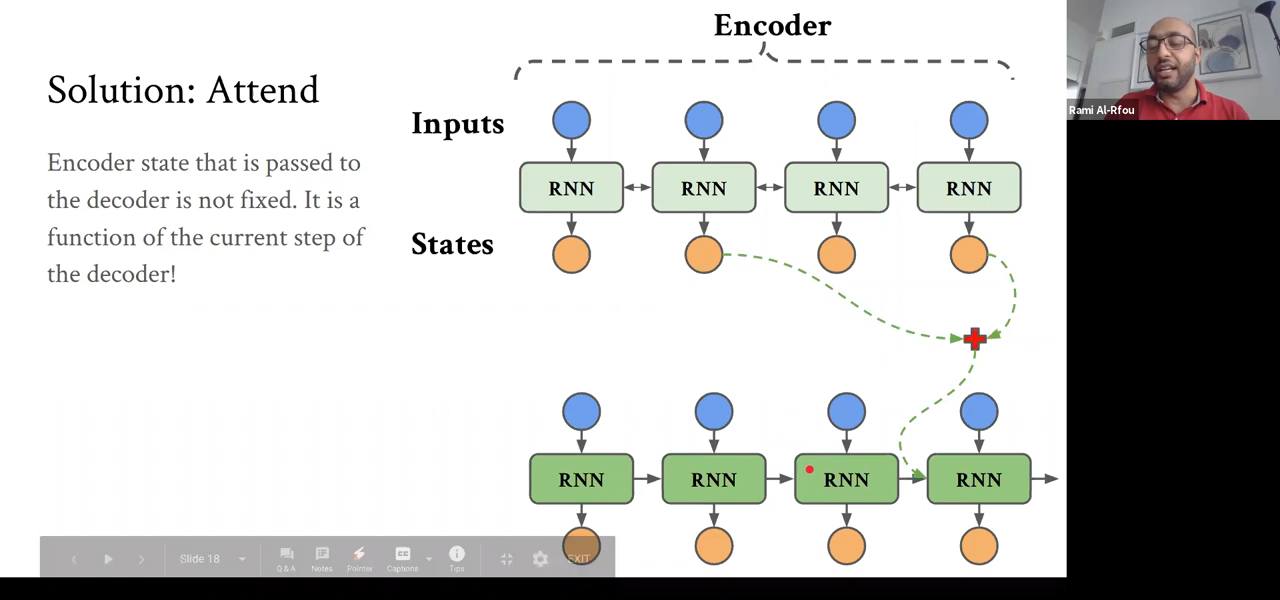 Encoder
Solution: Attend
Encoder state that is passed to
the decoder is not fixed. It is a
function of the current step of
the decoder!
Inputs
RNN RNN RNN RNN
States
RNN RNN RNN RNN
Slide 18
Q & A Notes Pointer Captions Tips
CC
EXIT
Rami Al-Rfou